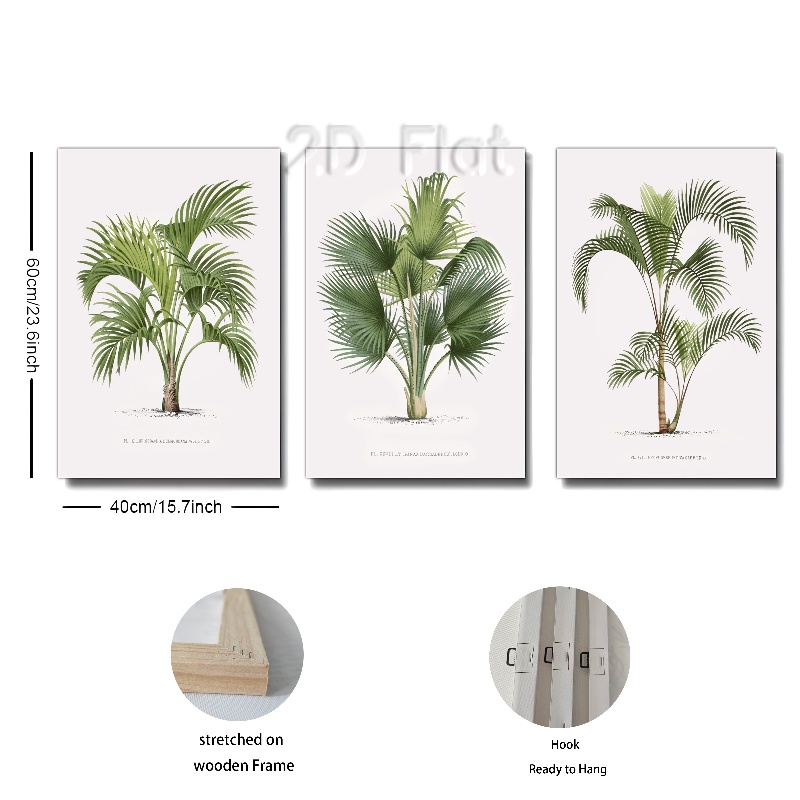 2D Flat
60cm/23.6inch
40cm/15.7inch
stretched on
wooden Frame
Hook
Ready to Hang